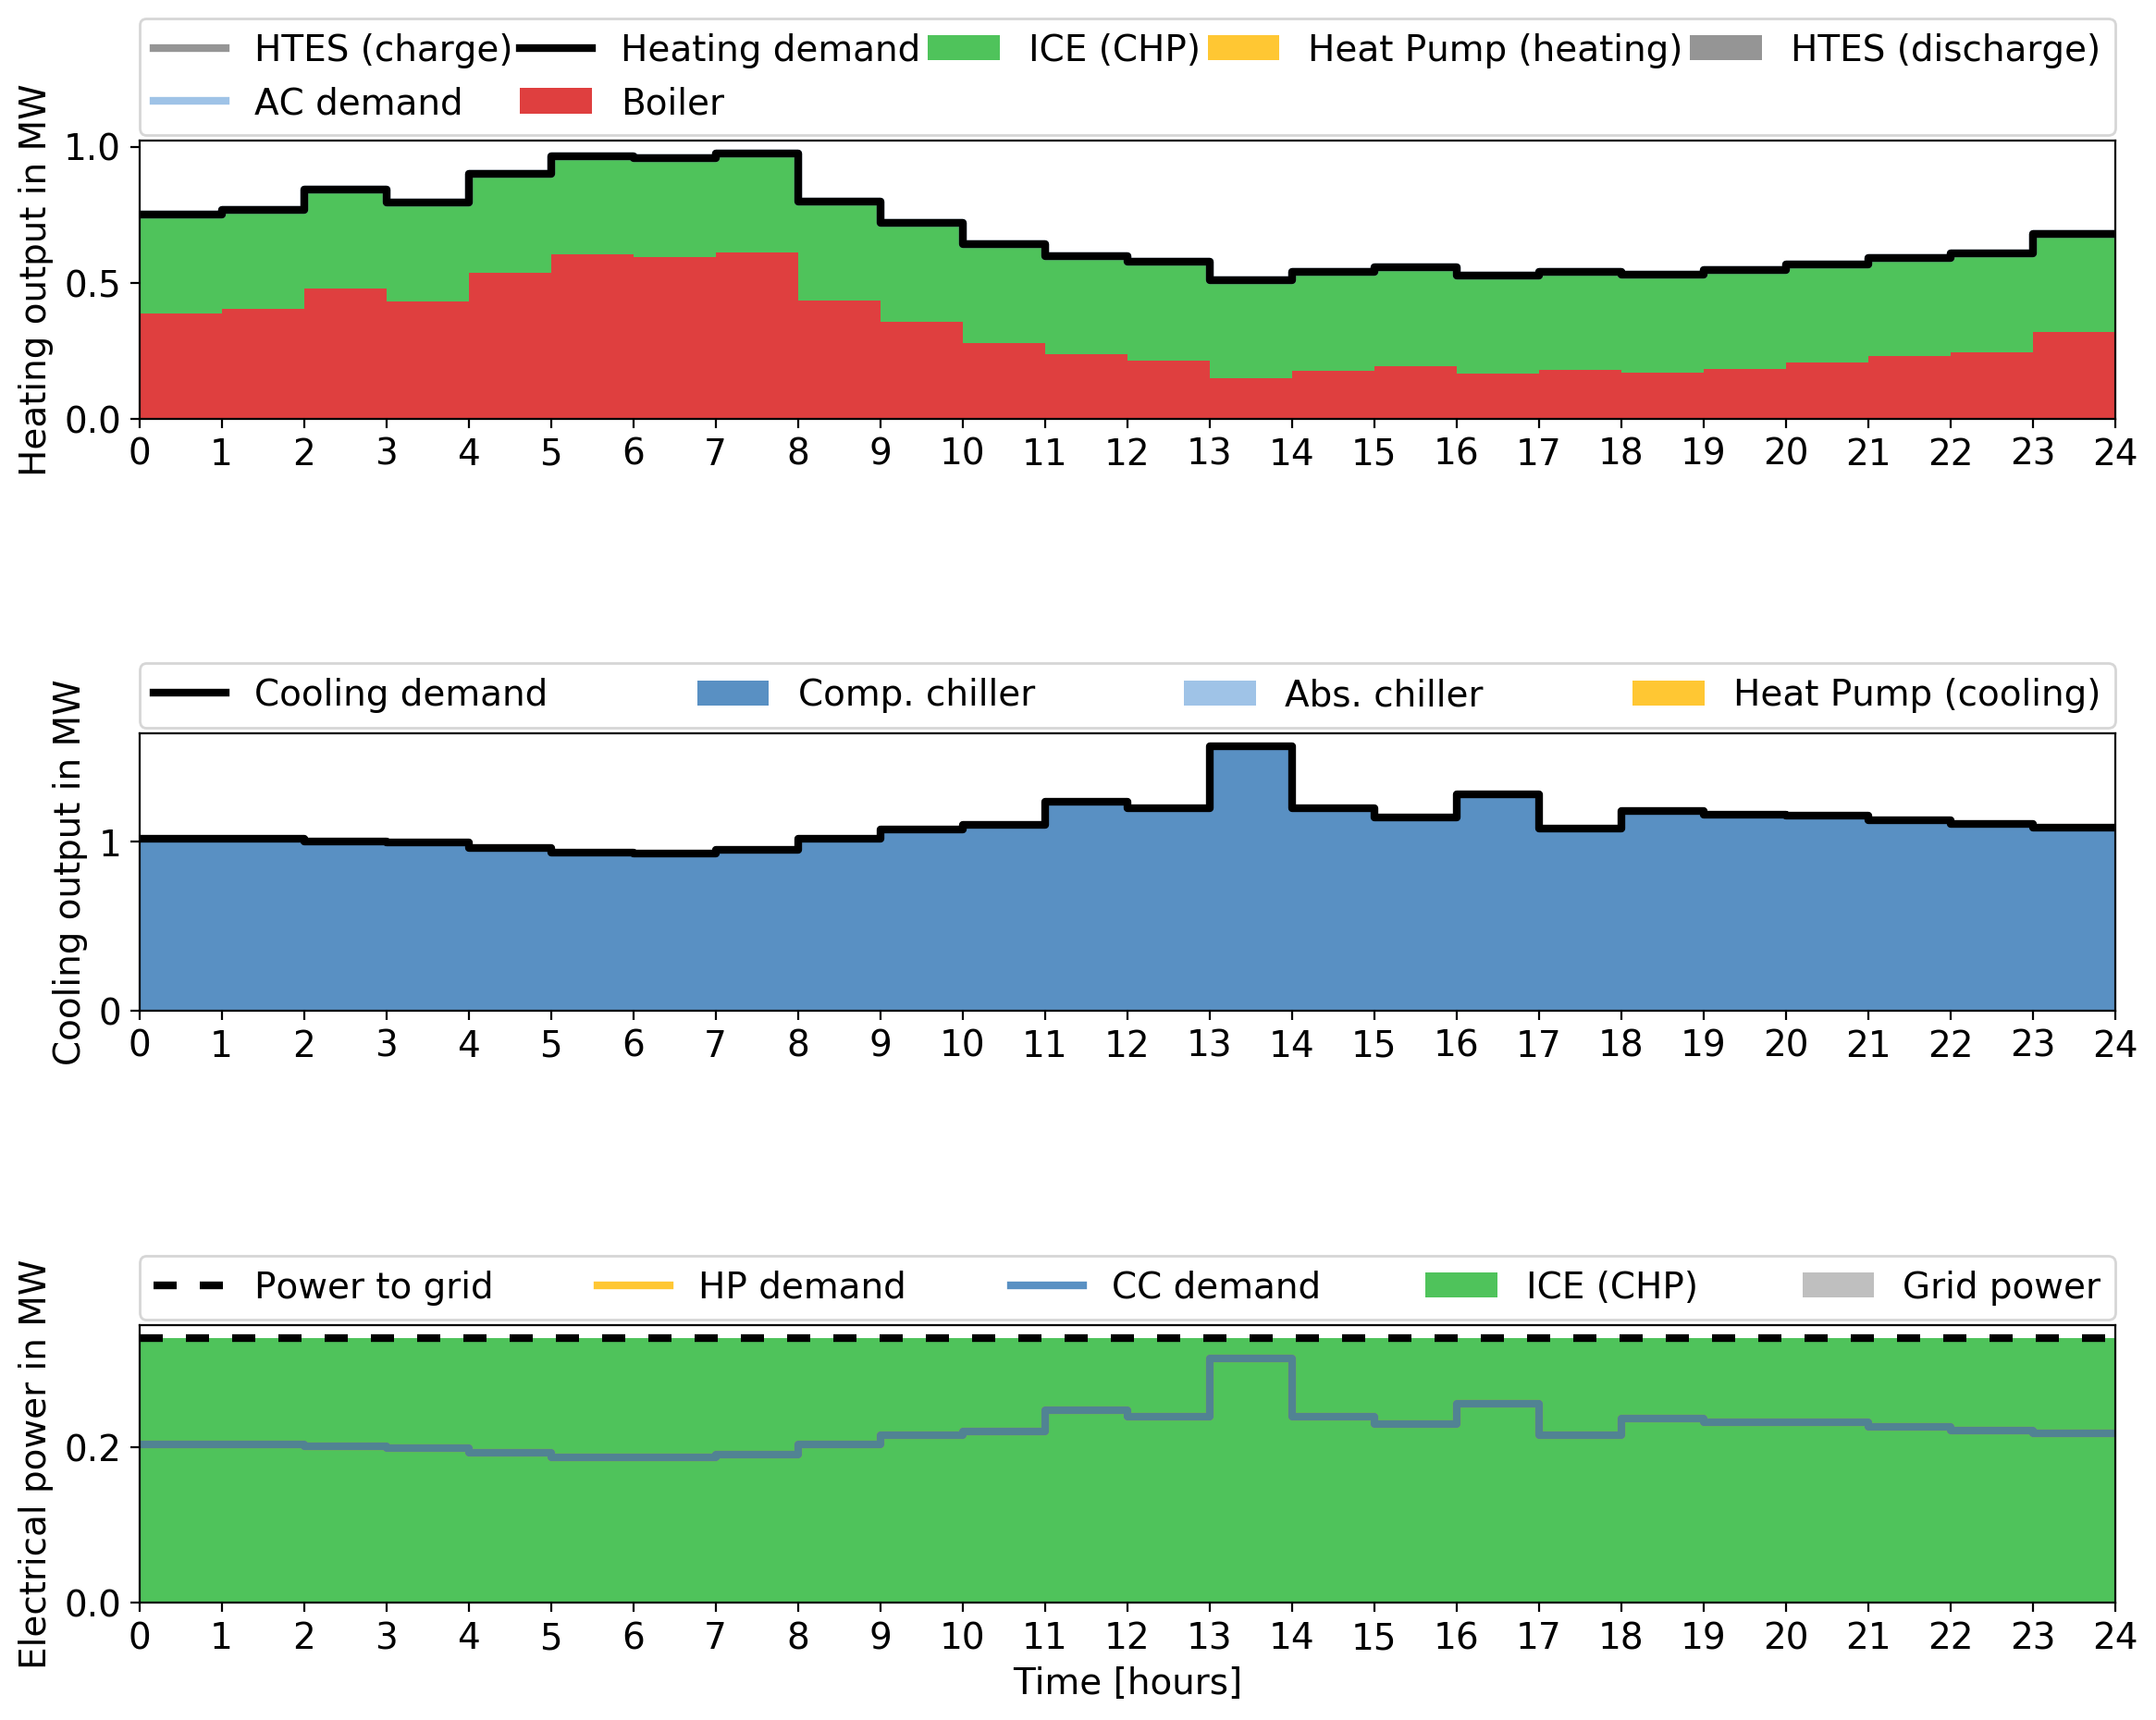 HTES (charge) Heating demand ICE (CHP) Heat Pump (heating) HTES (discharge)
AC demand Boiler
Heating output in MW
1.0
0.5
0.0
0 1 2 3 4 5 6 7 8 9 10 11 12 13 14 15 16 17 18 19 20 21 22 23 24
Cooling demand Comp. chiller Abs. chiller Heat Pump (cooling)
Cooling output in MW
1
0
0 1 2 3 4 5 6 7 8 9 10 11 12 13 14 15 16 17 18 19 20 21 22 23 24
Power to grid HP demand CC demand ICE (CHP) Grid power
Electrical power in MW
0.2
0.0
0 1 2 3 4 5 6 7 8 9 10 11 12 13 14 15 16 17 18 19 20 21 22 23 24
Time [hours]